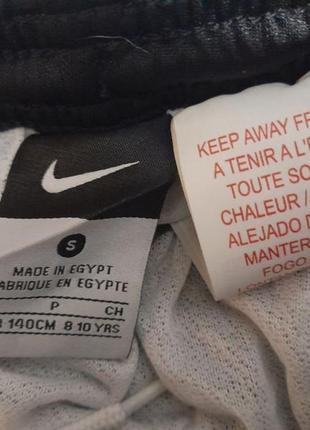 S
MADE IN EGYPT
FABRIQUE EN EGYPTE
P CH
140CM 8 10 YRS
KEEP AWAY FR
A TENIR A L'E
TOUTE SO
CHALEUR /
ALEJADO D
MANTER
FOGO